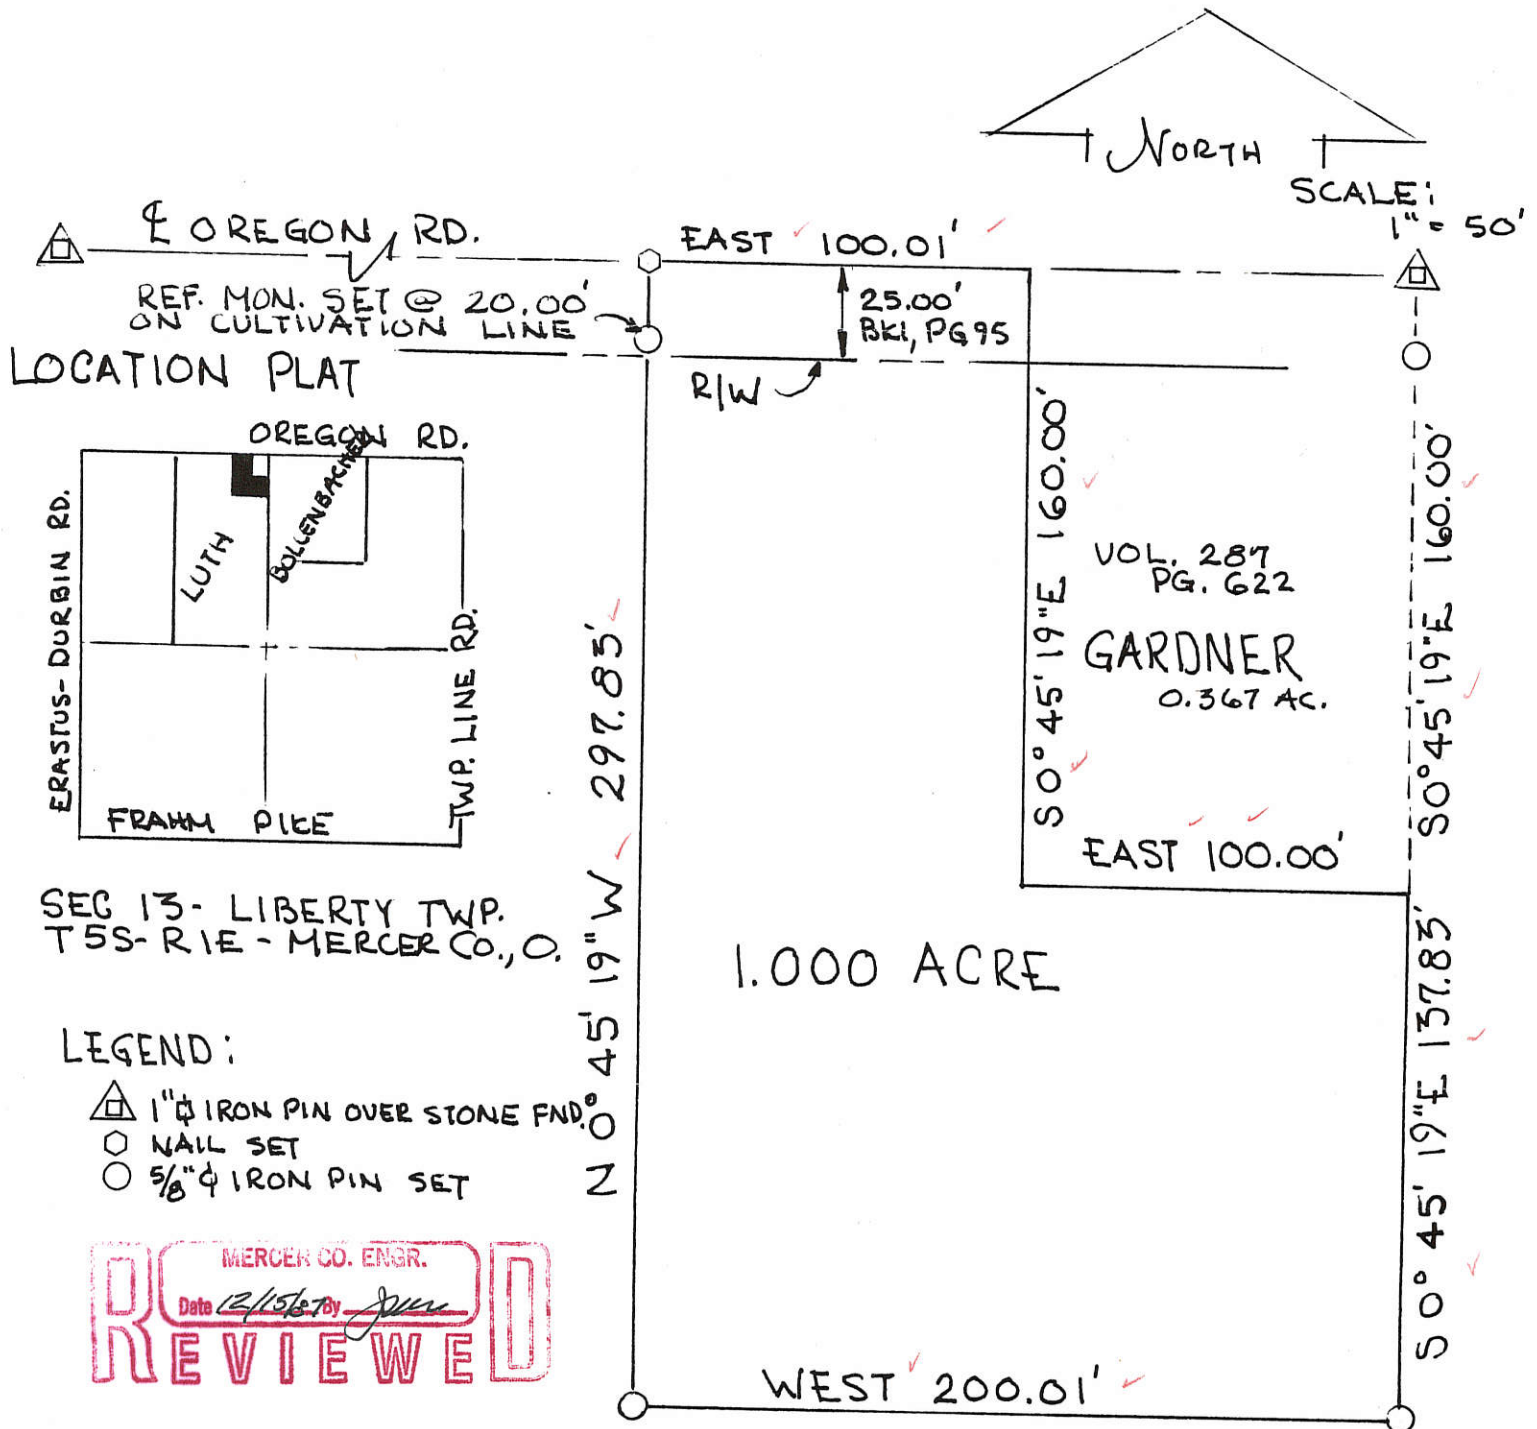 NORTH
SCALE:
1" = 50'
℄ OREGON RD.
EAST 100.01'
REF. MON. SET @ 20.00'
ON CULTIVATION LINE
25.00'
BK1, PG95
R/W
LOCATION PLAT
OREGON RD.
ERASTUS-DURBIN RD.
LUTH
BOLLENBACHER
TWP. LINE RD.
FRAHM PIKE
SEC 13- LIBERTY TWP.
T5S-R1E-MERCER CO., O.
N 0° 45' 19" W 297.85'
S 0° 45' 19" E 160.00'
VOL. 287
PG. 622
GARDNER
0.367 AC.
S 0° 45' 19" E 160.00'
EAST 100.00'
1.000 ACRE
S 0° 45' 19" E 137.85'
WEST 200.01'
LEGEND:
1"⌀ IRON PIN OVER STONE FND.
NAIL SET
5/8"⌀ IRON PIN SET
MERCER CO. ENGR.
Date 12/15/87 By
REVIEWED